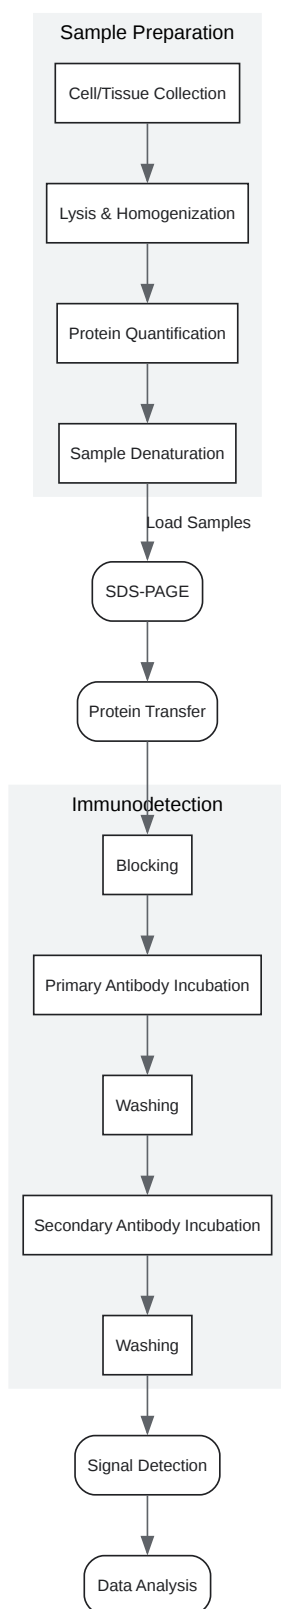 Sample Preparation
Cell/Tissue Collection
Lysis & Homogenization
Protein Quantification
Sample Denaturation
Load Samples
SDS-PAGE
Protein Transfer
Immunodetection
Blocking
Primary Antibody Incubation
Washing
Secondary Antibody Incubation
Washing
Signal Detection
Data Analysis